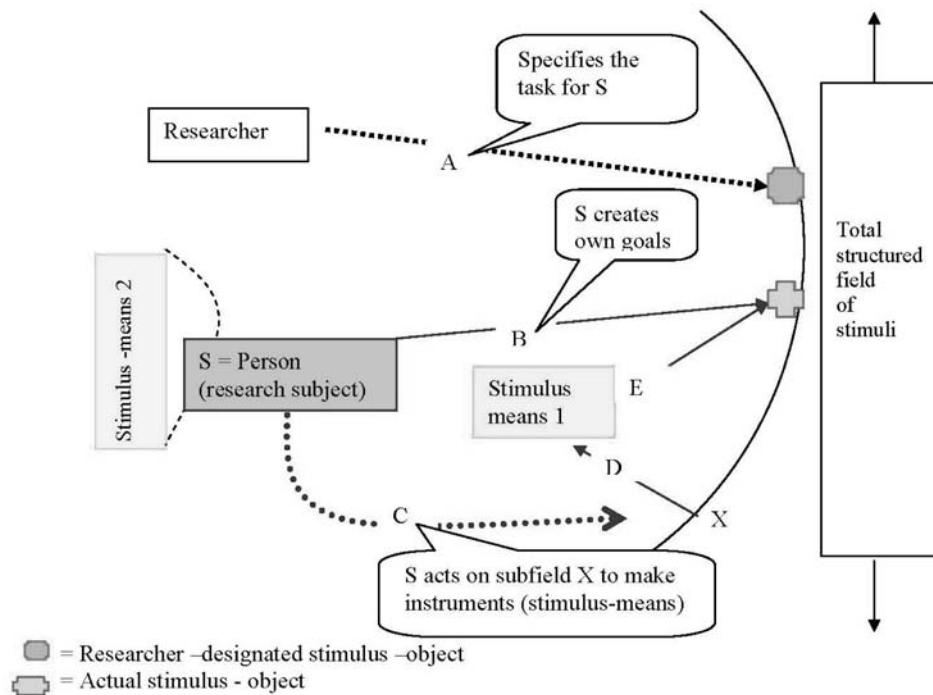 Specifies the
task for S
Researcher
A
S creates
own goals
Total
structured
field
of
stimuli
Stimulus -means 2
B
S = Person
(research subject)
Stimulus
means 1
E
D
C
X
S acts on subfield X to make
instruments (stimulus-means)
= Researcher –designated stimulus –object
= Actual stimulus - object